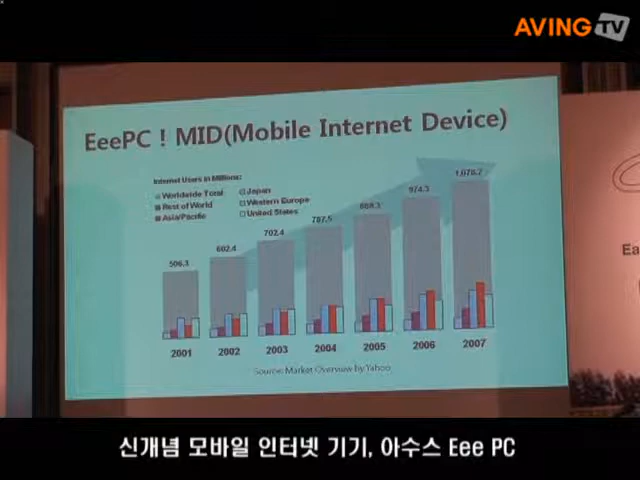 AVING TV
EeePC ! MID(Mobile Internet Device)
Internet Users in Millions:
Worldwide Total
Japan
Rest of World
Western Europe
Asia/Pacific
United States
506.3
602.4
702.4
787.5
974.3
1,078.7
2001
2002
2003
2004
2005
2006
2007
Source: Market Overview by Yahoo
Ea
신개념 모바일 인터넷 기기, 아수스 Eee PC